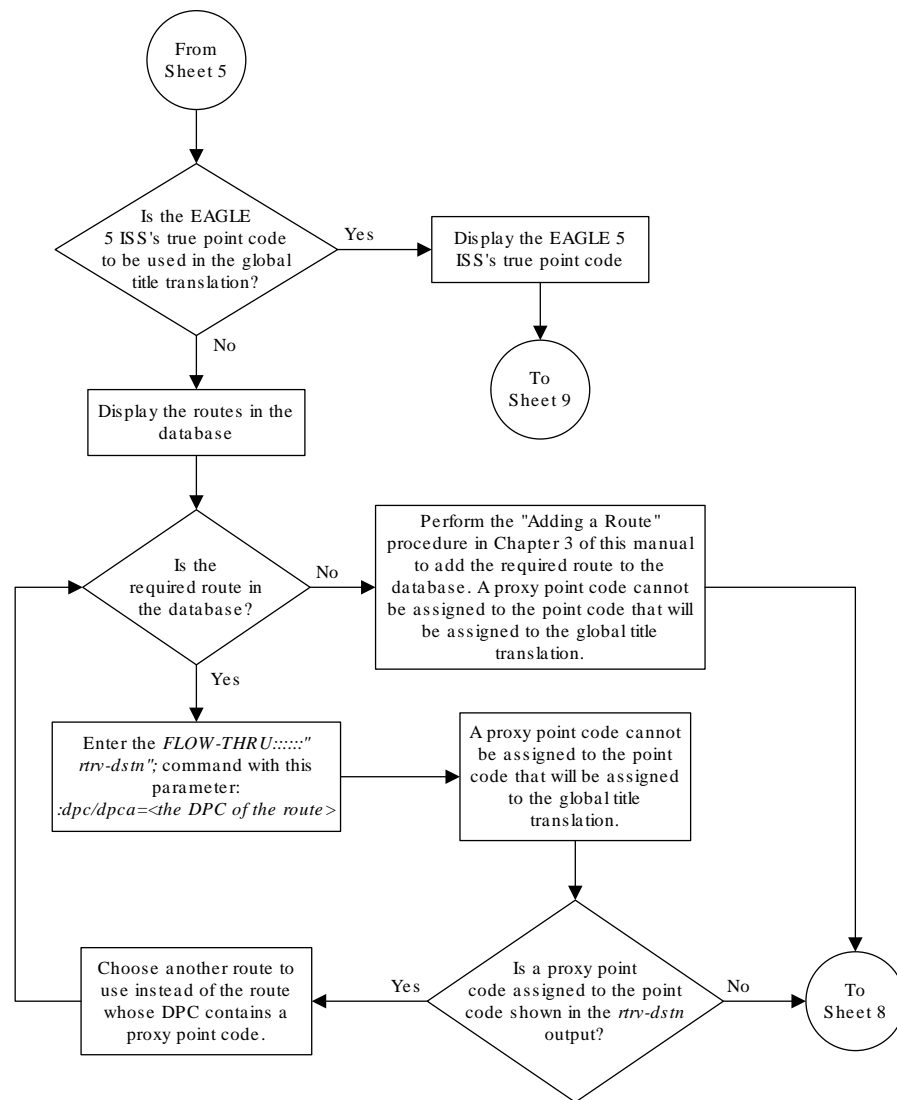 From
Sheet 5
Is the EAGLE
5 ISS's true point code
to be used in the global
title translation?
Yes
Display the EAGLE 5
ISS's true point code
No
To
Sheet 9
Display the routes in the
database
Is the
required route in
the database?
No
Perform the "Adding a Route"
procedure in Chapter 3 of this manual
to add the required route to the
database. A proxy point code cannot
be assigned to the point code that will
be assigned to the global title
translation.
Yes
Enter the FLOW-THRU::::::"
rtrv-dstn"; command with this
parameter:
:dpc/dpca=<the DPC of the route>
A proxy point code cannot
be assigned to the point
code that will be assigned
to the global title
translation.
Is a proxy point
code assigned to the point
code shown in the rtrv-dstn
output?
Yes
Choose another route to
use instead of the route
whose DPC contains a
proxy point code.
No
To
Sheet 8